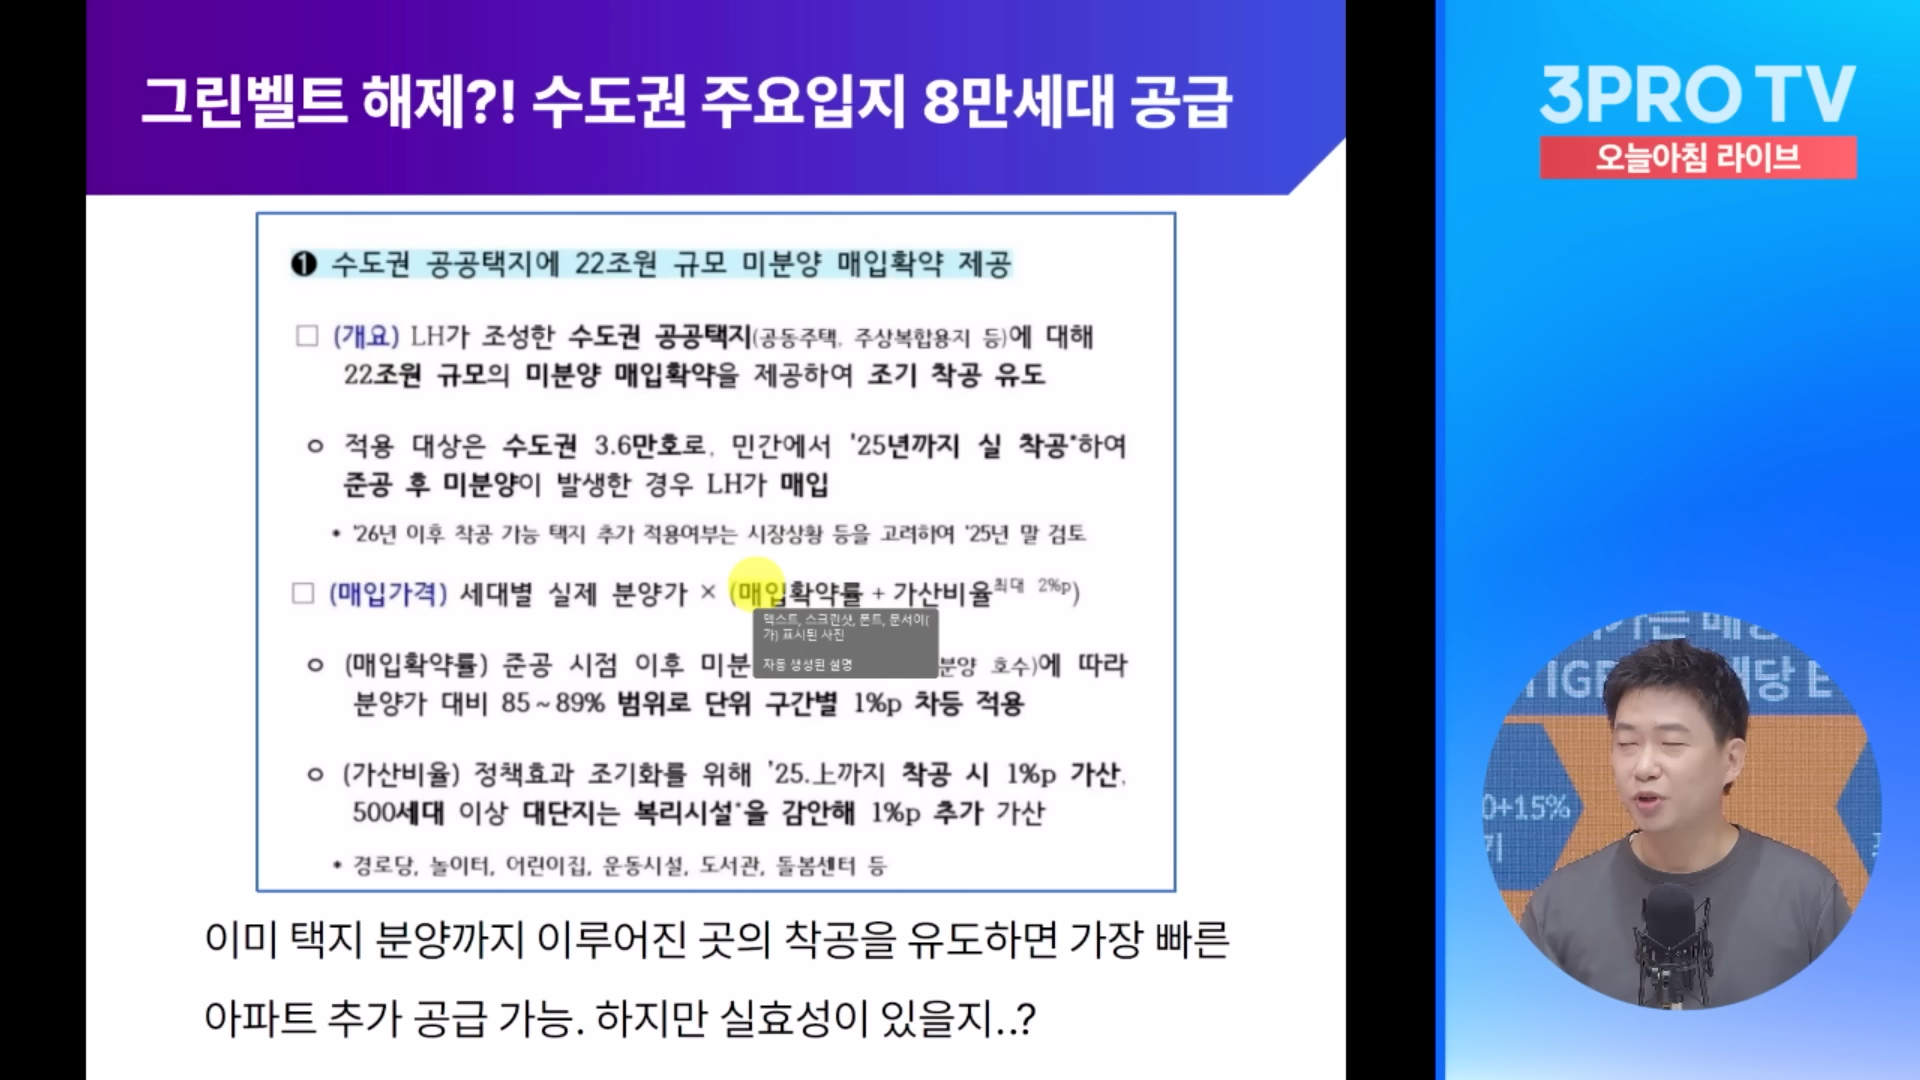 그린벨트 해제?! 수도권 주요입지 8만세대 공급
3PRO TV
오늘아침 라이브
❶ 수도권 공공택지에 22조원 규모 미분양 매입확약 제공
□ (개요) LH가 조성한 수도권 공공택지(공동주택, 주상복합용지 등)에 대해
22조원 규모의 미분양 매입확약을 제공하여 조기 착공 유도
ㅇ 적용 대상은 수도권 3.6만호로, 민간에서 '25년까지 실 착공*하여
준공 후 미분양이 발생한 경우 LH가 매입
* '26년 이후 착공 가능 택지 추가 적용여부는 시장상황 등을 고려하여 '25년 말 검토
□ (매입가격) 세대별 실제 분양가 × (매입확약률 + 가산비율최대 2%p)
텍스트, 스크린샷, 폰트, 문서이(
가) 표시된 사진
자동 생성된 설명
ㅇ (매입확약률) 준공 시점 이후 미분 분양 호수)에 따라
분양가 대비 85~89% 범위로 단위 구간별 1%p 차등 적용
ㅇ (가산비율) 정책효과 조기화를 위해 '25.上까지 착공 시 1%p 가산,
500세대 이상 대단지는 복리시설*을 감안해 1%p 추가 가산
* 경로당, 놀이터, 어린이집, 운동시설, 도서관, 돌봄센터 등
이미 택지 분양까지 이루어진 곳의 착공을 유도하면 가장 빠른
아파트 추가 공급 가능. 하지만 실효성이 있을지..?
0+15%